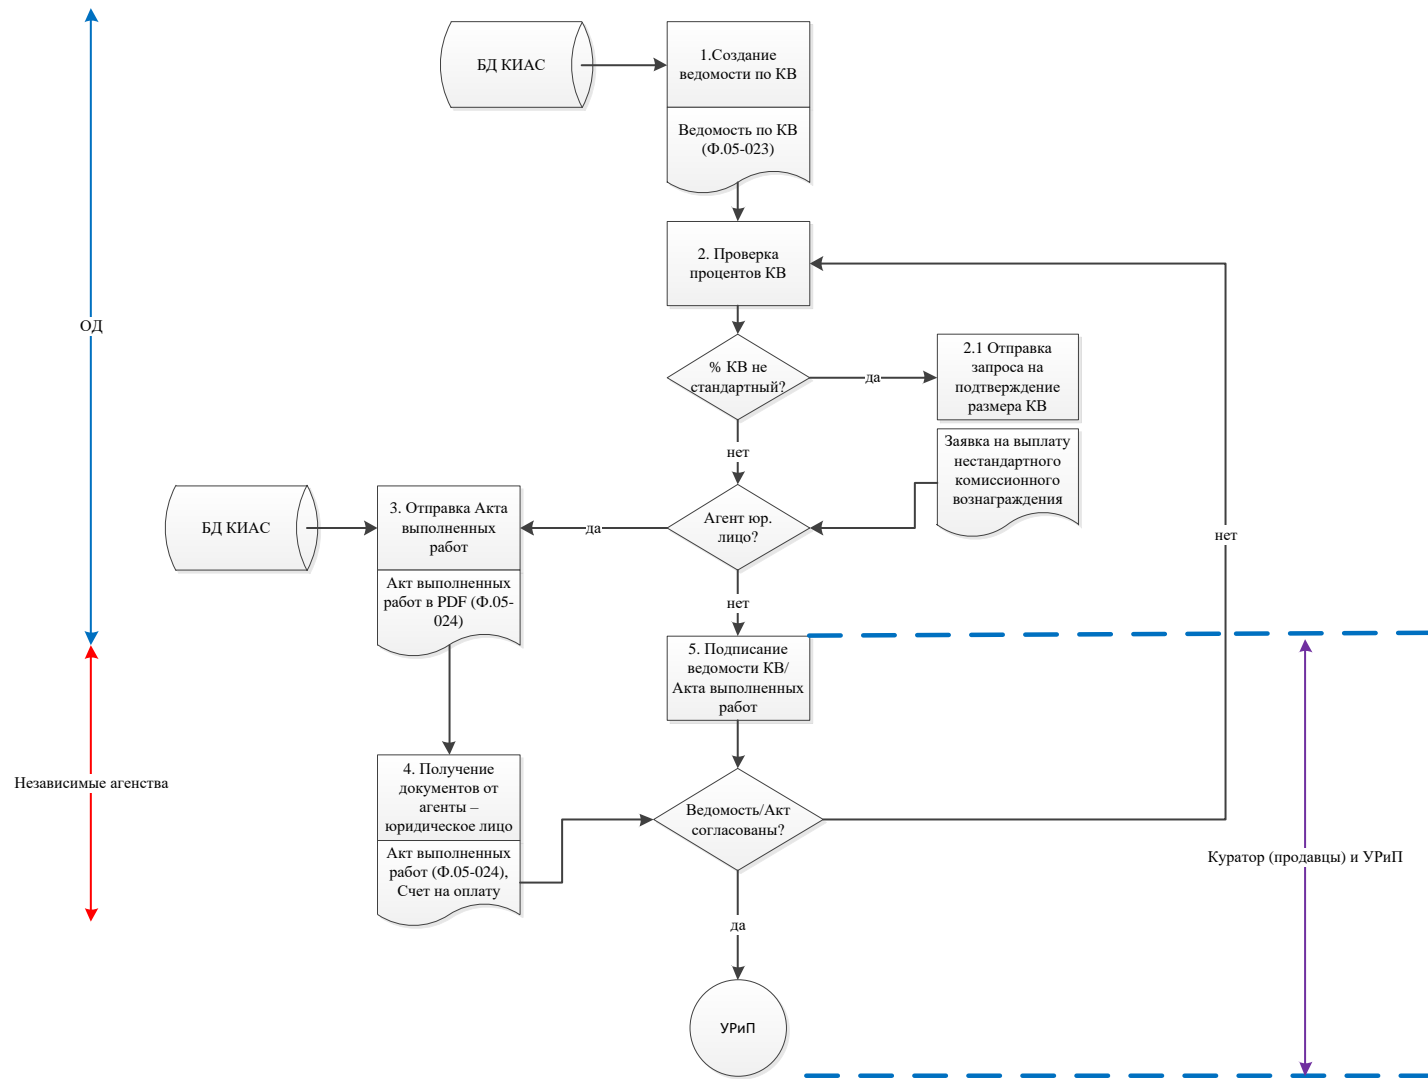 БД КИАС
1.Создание
ведомости по КВ
Ведомость по КВ
(Ф.05-023)
2. Проверка
процентов КВ
ОД
% КВ не
стандартный?
да
2.1 Отправка
запроса на
подтверждение
размера КВ
нет
Заявка на выплату
нестандартного
комиссионного
вознаграждения
БД КИАС
3. Отправка Акта
выполненных
работ
да
Агент юр.
лицо?
нет
Акт выполненных
работ в PDF (Ф.05-
024)
нет
5. Подписание
ведомости КВ/
Акта выполненных
работ
Независимые агенства
4. Получение
документов от
агенты –
юридическое лицо
Ведомость/Акт
согласованы?
Акт выполненных
работ (Ф.05-024),
Счет на оплату
Куратор (продавцы) и УРиП
да
УРиП